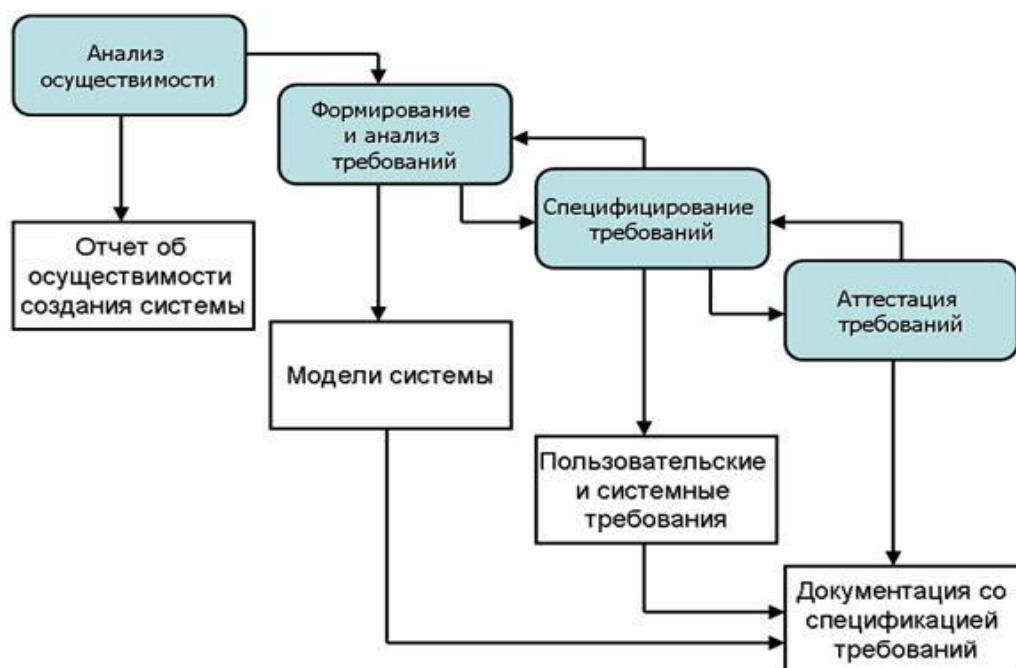 Анализ
осуществимости
Формирование
и анализ
требований
Специфицирование
требований
Отчет об
осуществимости
создания системы
Аттестация
требований
Модели системы
Пользовательские
и системные
требования
Документация со
спецификацией
требований